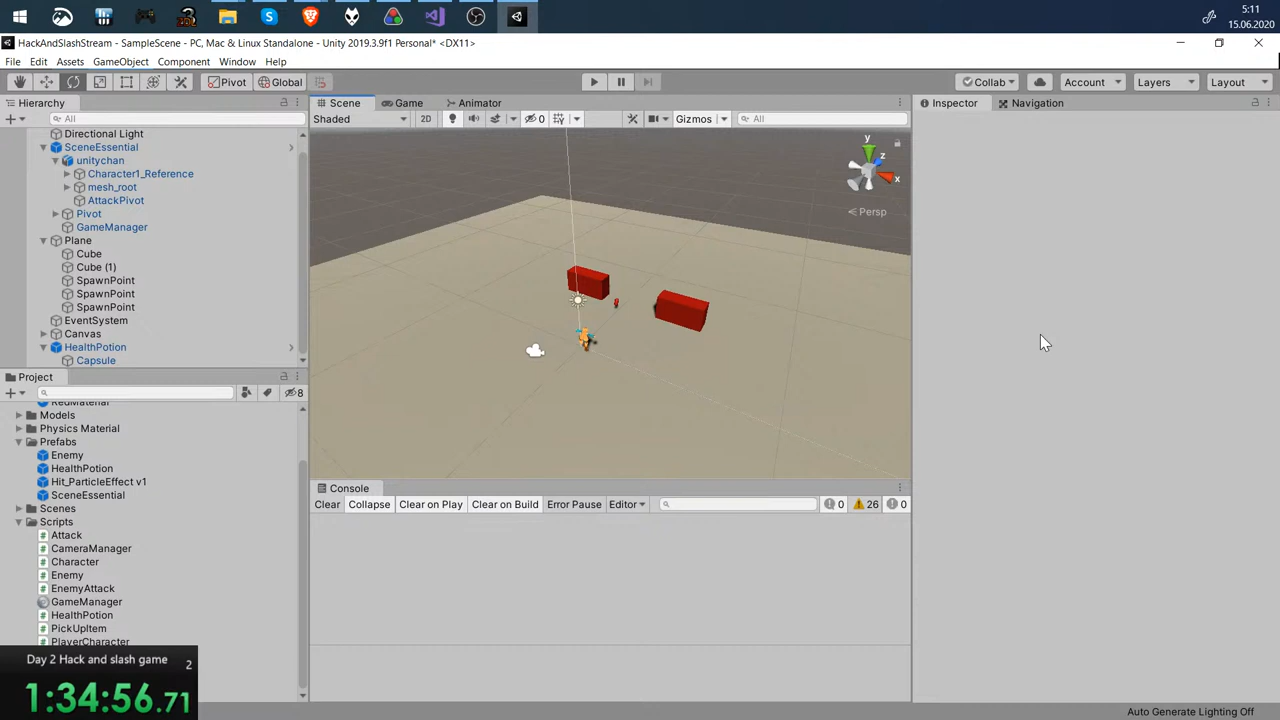 5:11
15.06.2020
HackAndSlashStream - SampleScene - PC, Mac & Linux Standalone - Unity 2019.3.9f1 Personal* <DX11>
File Edit Assets GameObject Component Window Help
Pivot Global Collab Account Layers Layout
Hierarchy
All
Directional Light
SceneEssential
unitychan
Character1_Reference
mesh_root
AttackPivot
Pivot
GameManager
Plane
Cube
Cube (1)
SpawnPoint
SpawnPoint
SpawnPoint
EventSystem
Canvas
HealthPotion
Capsule
Scene Game Animator
Shaded 2D 0 Gizmos All
y
z
x
Persp
Inspector Navigation
Project
8
RedMaterial
Models
Physics Material
Prefabs
Enemy
HealthPotion
Hit_ParticleEffect v1
SceneEssential
Scenes
Scripts
Attack
CameraManager
Character
Enemy
EnemyAttack
GameManager
HealthPotion
PickUpItem
PlayerCharacter
Console
Clear Collapse Clear on Play Clear on Build Error Pause Editor 0 26 0
Day 2 Hack and slash game 2
1:34:56.71
Auto Generate Lighting Off